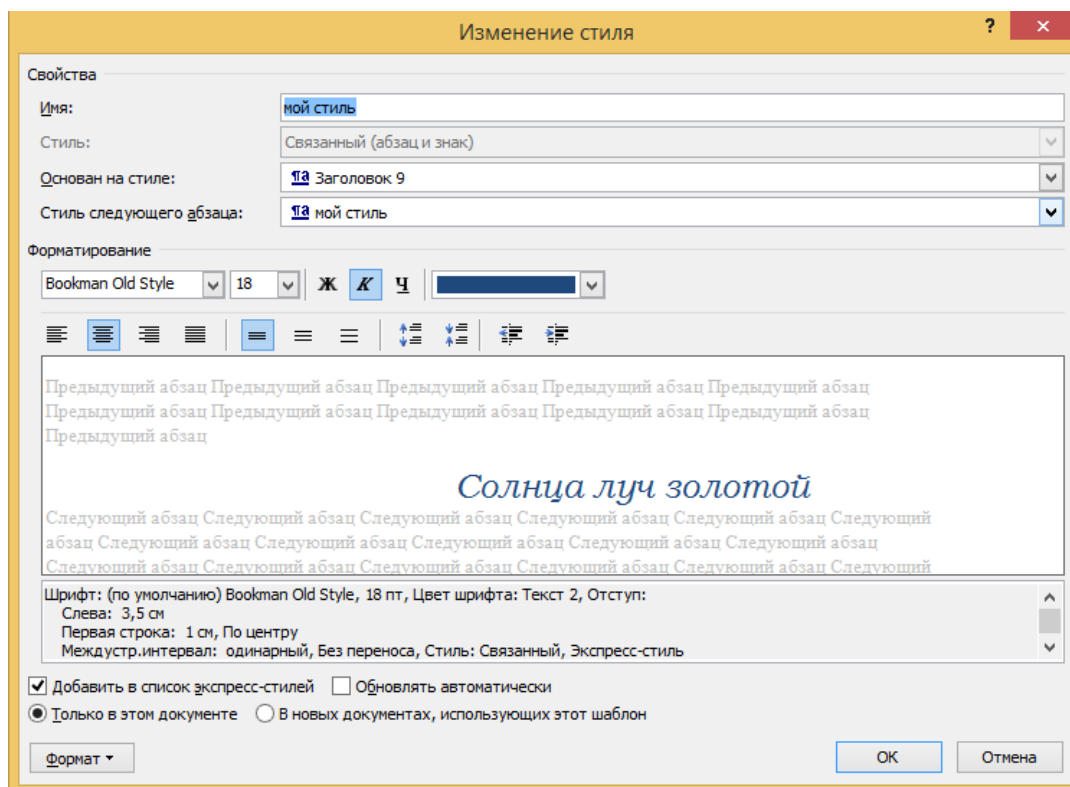 Изменение стиля
?
Свойства
Имя: мой стиль
Стиль: Связанный (абзац и знак)
Основан на стиле: ¶a Заголовок 9
Стиль следующего абзаца: ¶a мой стиль
Форматирование
Bookman Old Style 18 Ж К Ч
Предыдущий абзац Предыдущий абзац Предыдущий абзац Предыдущий абзац Предыдущий абзац
Предыдущий абзац Предыдущий абзац Предыдущий абзац Предыдущий абзац Предыдущий абзац
Предыдущий абзац
Солнца луч золотой
Следующий абзац Следующий абзац Следующий абзац Следующий абзац Следующий абзац Следующий
абзац Следующий абзац Следующий абзац Следующий абзац Следующий абзац Следующий абзац
Следующий абзац Следующий абзац Следующий абзац Следующий абзац Следующий абзац Следующий
Шрифт: (по умолчанию) Bookman Old Style, 18 пт, Цвет шрифта: Текст 2, Отступ:
Слева: 3,5 см
Первая строка: 1 см, По центру
Междустр.интервал: одинарный, Без переноса, Стиль: Связанный, Экспресс-стиль
Добавить в список экспресс-стилей Обновлять автоматически
Только в этом документе В новых документах, использующих этот шаблон
Формат ОК Отмена